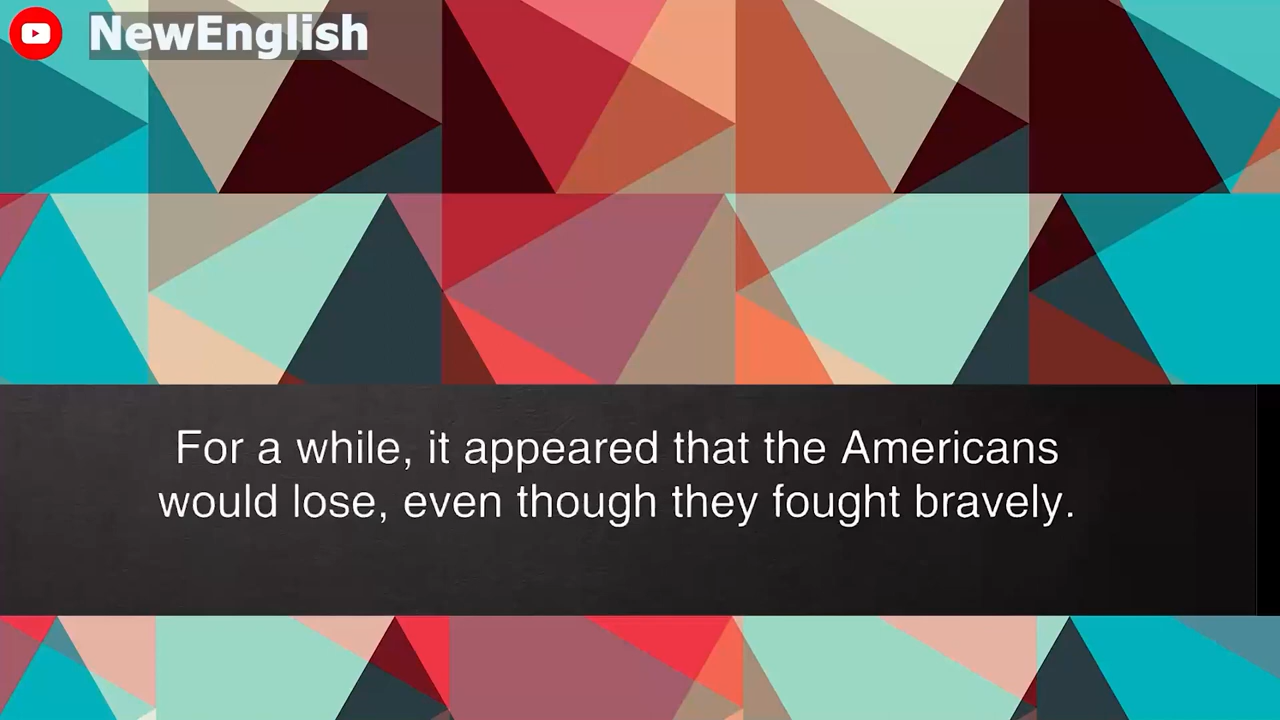 NewEnglish
For a while, it appeared that the Americans
would lose, even though they fought bravely.